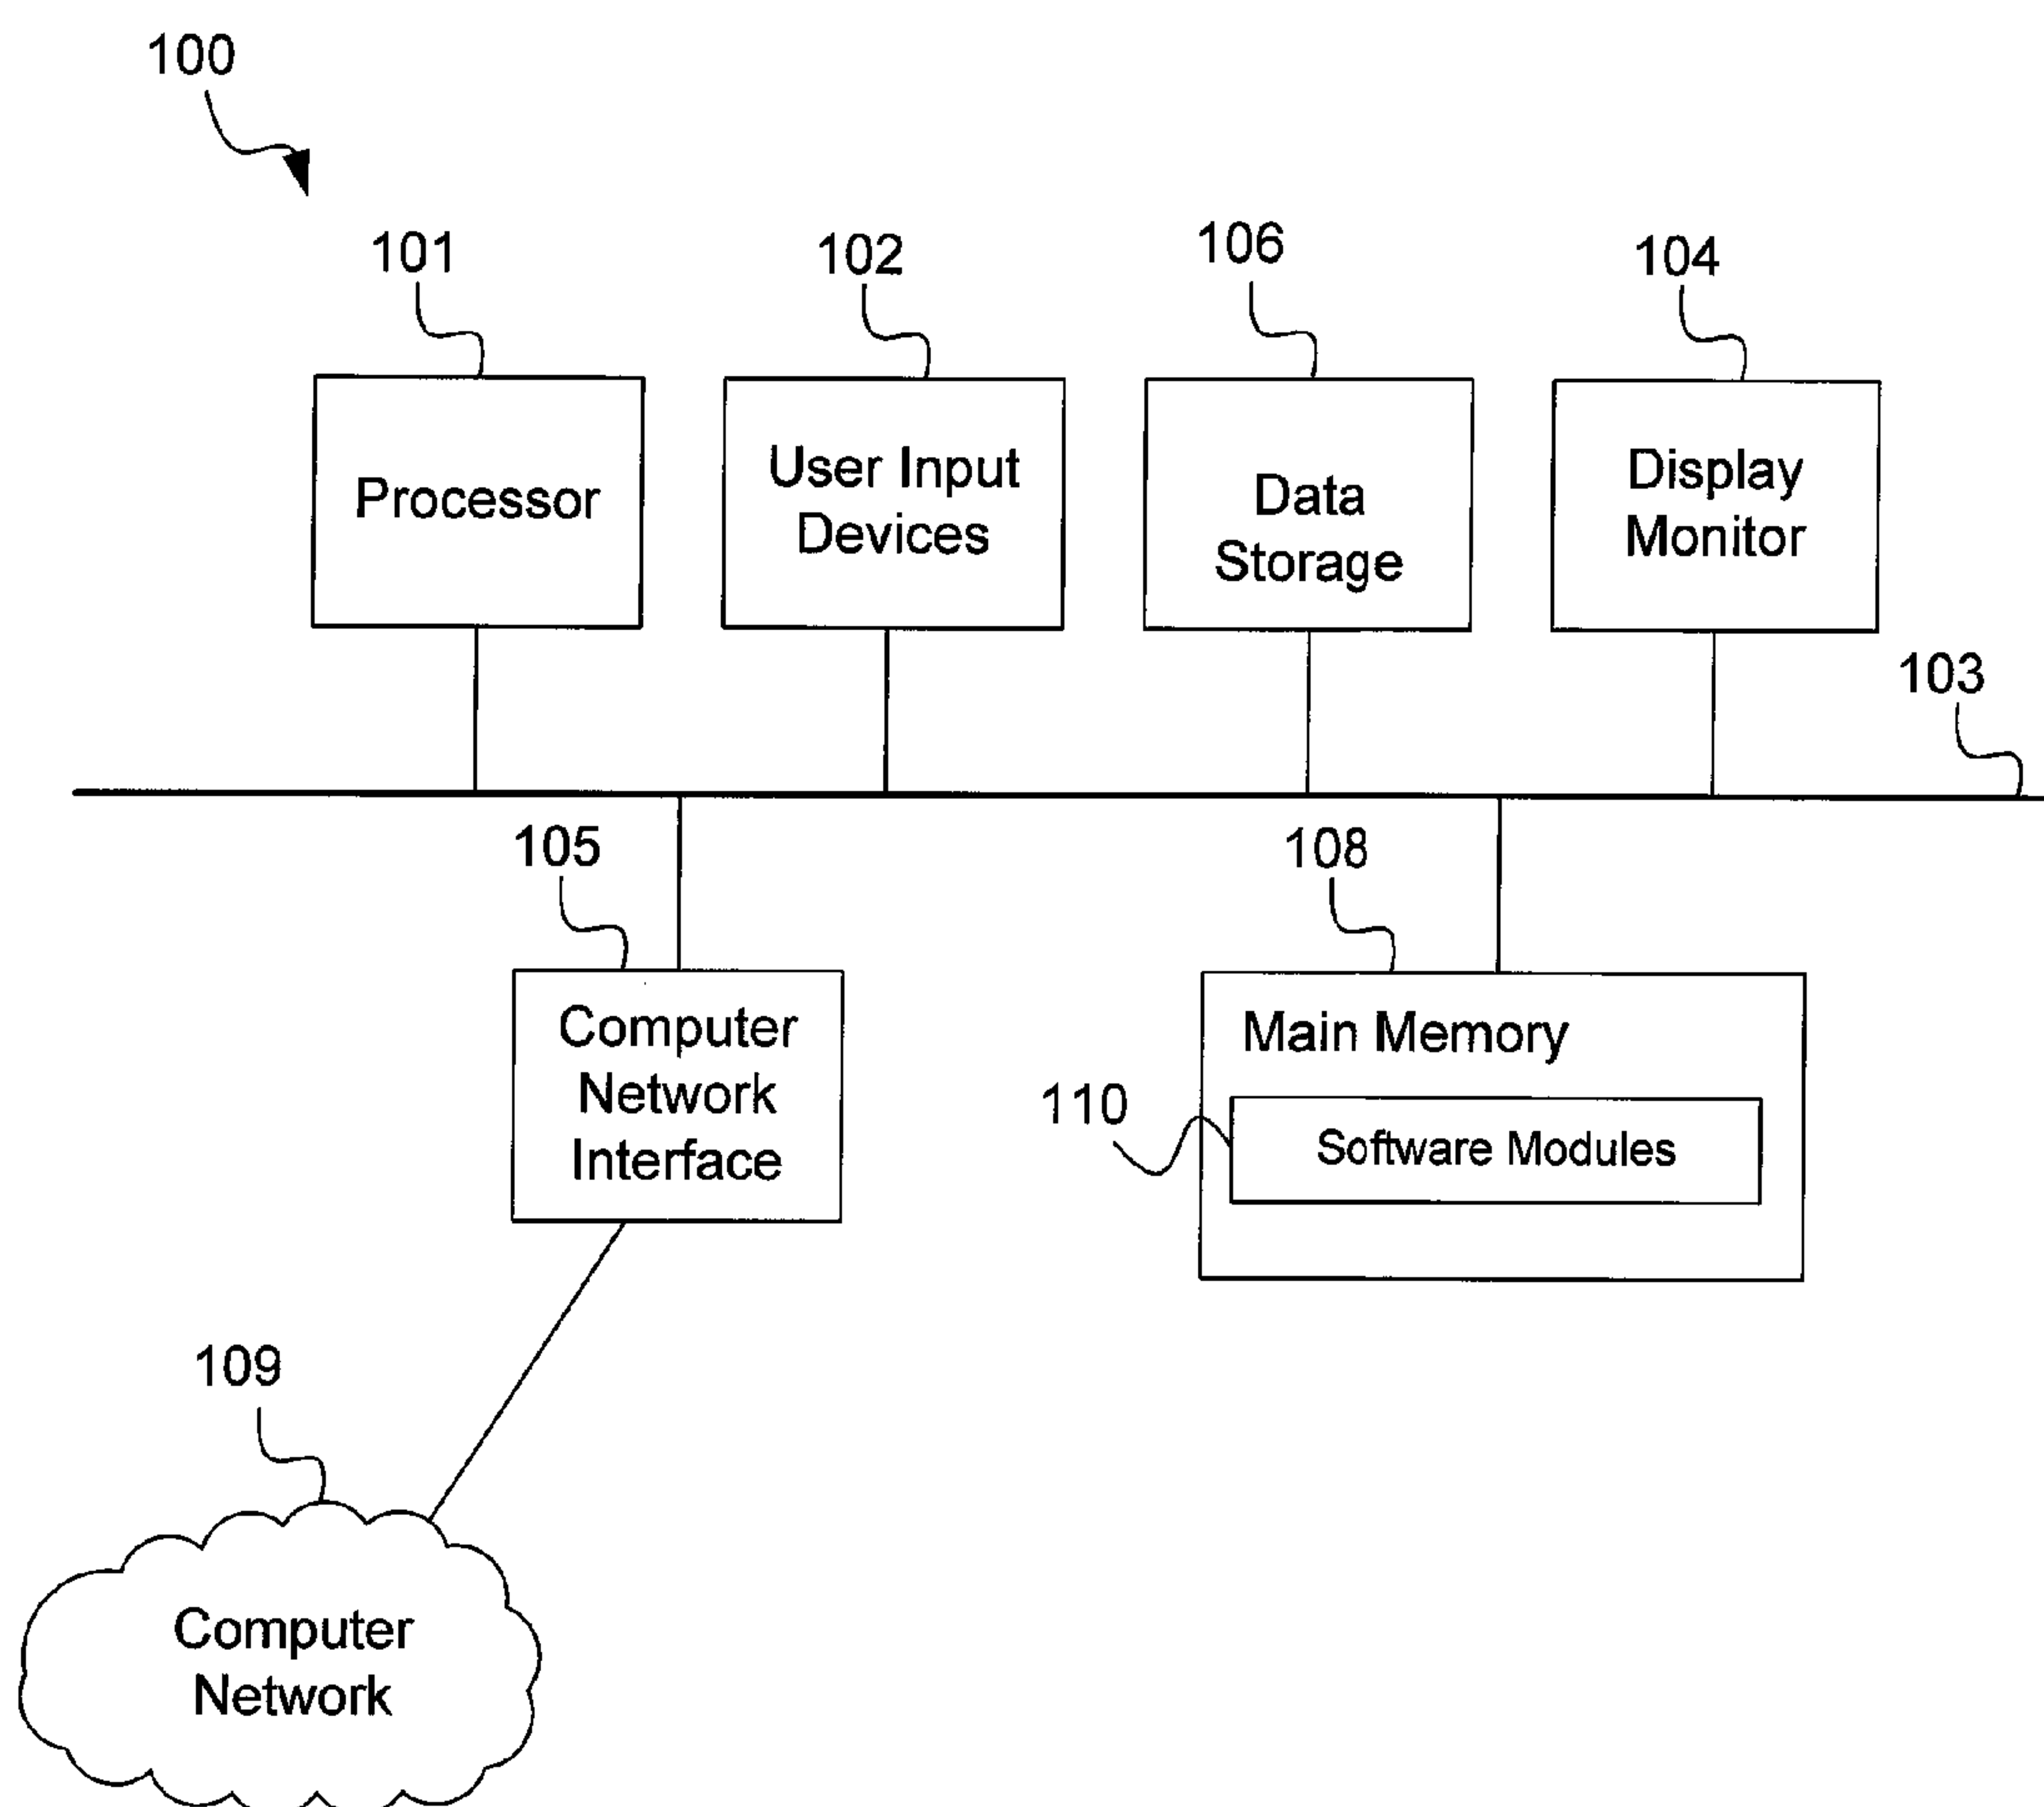 100
101
102
106
104
Processor
User Input
Devices
Data
Storage
Display
Monitor
103
105
108
Computer
Network
Interface
Main Memory
110
Software Modules
109
Computer
Network